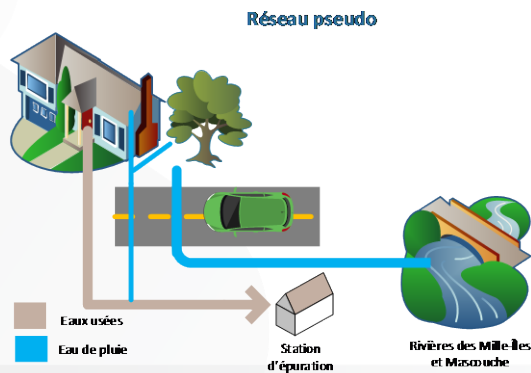 Réseau pseudo
Eaux usées
Eau de pluie
Station
d'épuration
Rivières des Mille-Îles
et Mascouche